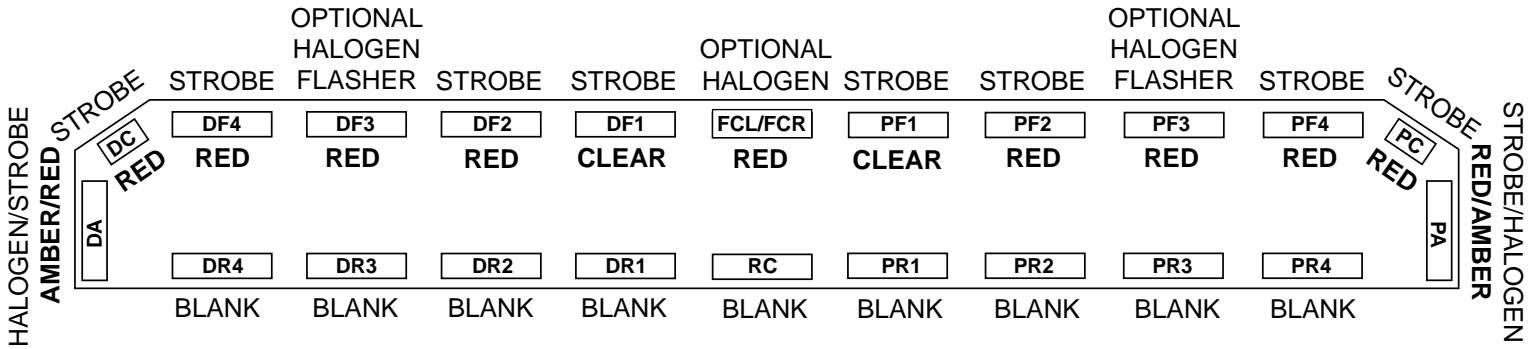 OPTIONAL
HALOGEN
FLASHER
OPTIONAL
HALOGEN
OPTIONAL
HALOGEN
FLASHER
STROBE
STROBE
STROBE
STROBE
STROBE
STROBE
STROBE
STROBE
DC
DF4
DF3
DF2
DF1
FCL/FCR
PF1
PF2
PF3
PF4
PC
RED
RED
RED
RED
CLEAR
RED
CLEAR
RED
RED
RED
RED
HALOGEN/STROBE
AMBER/RED
DA
PA
RED/AMBER
STROBE/HALOGEN
DR4
DR3
DR2
DR1
RC
PR1
PR2
PR3
PR4
BLANK
BLANK
BLANK
BLANK
BLANK
BLANK
BLANK
BLANK
BLANK